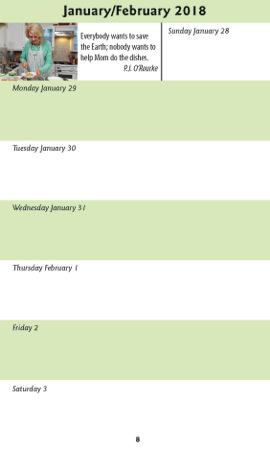 January/February 2018
Everybody wants to save
the Earth; nobody wants to
help Mom do the dishes.
P.J. O'Rourke
Sunday January 28
Monday January 29
Tuesday January 30
Wednesday January 31
Thursday February 1
Friday 2
Saturday 3
8